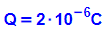 Q = 2·10⁻⁶C